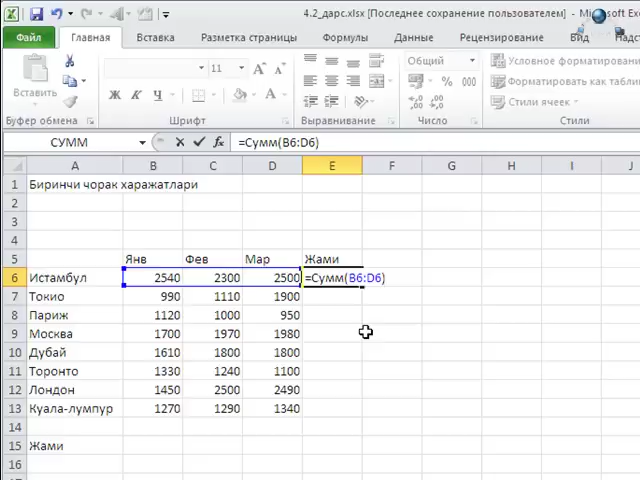 4.2_дарс.xlsx [Последнее сохранение пользователем] - Microsoft Exc
Файл Главная Вставка Разметка страницы Формулы Данные Рецензирование Вид Надст
Вставить
11
Ж К Ч
Общий
% 000
Условное форматирование
Форматировать как таблиц
Стили ячеек
Буфер обмена Шрифт Выравнивание Число Стили
СУММ =Сумм(B6:D6)
A B C D E F G H I J
1 Биринчи чорак харажатлари
2
3
4
5 Янв Фев Мар Жами
6 Истамбул 2540 2300 2500 =Сумм(B6:D6)
7 Токио 990 1110 1900
8 Париж 1120 1000 950
9 Москва 1700 1970 1980
10 Дубай 1610 1800 1800
11 Торонто 1330 1240 1100
12 Лондон 1450 2500 2490
13 Куала-лумпур 1270 1290 1340
14
15 Жами
16